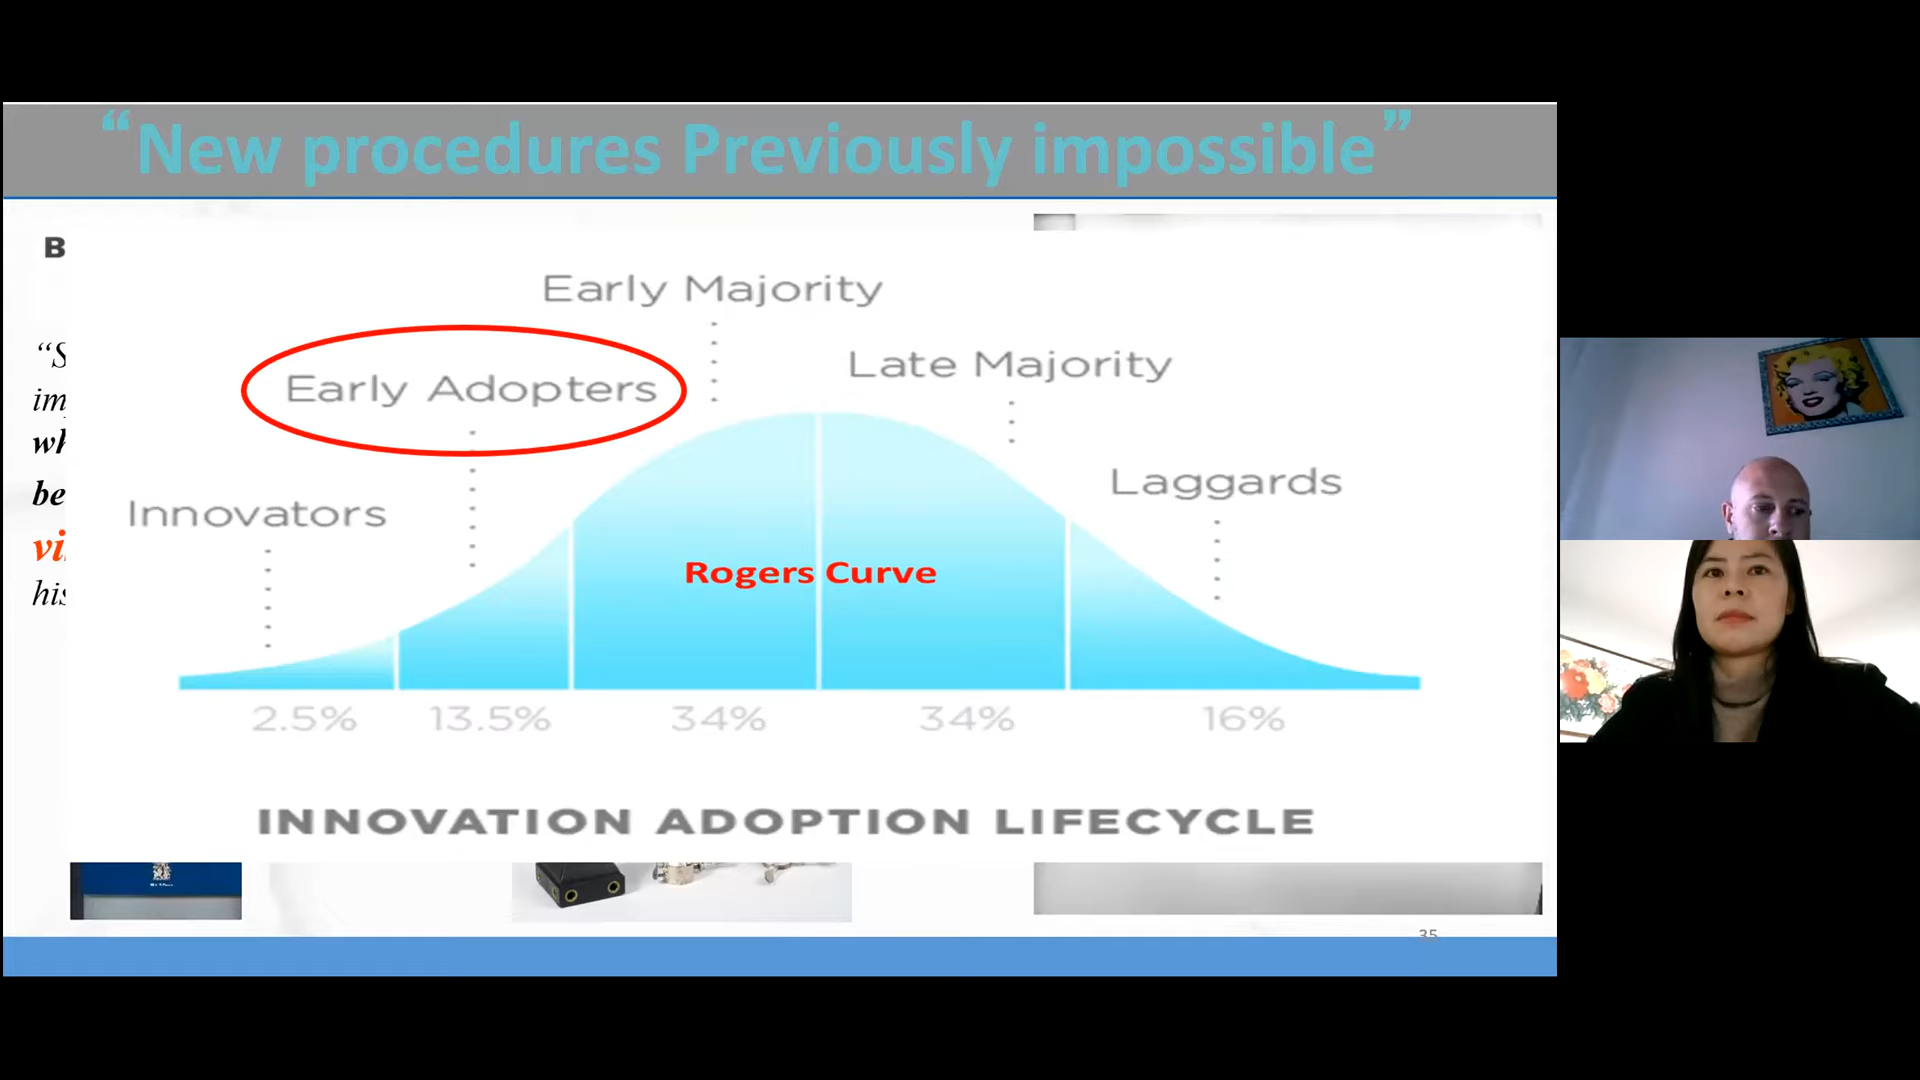 “New procedures Previously impossible”
B
“S
im
wh
be
vi
his
Early Majority
Early Adopters
Late Majority
Laggards
Innovators
Rogers Curve
2.5% 13.5% 34% 34% 16%
INNOVATION ADOPTION LIFECYCLE
35